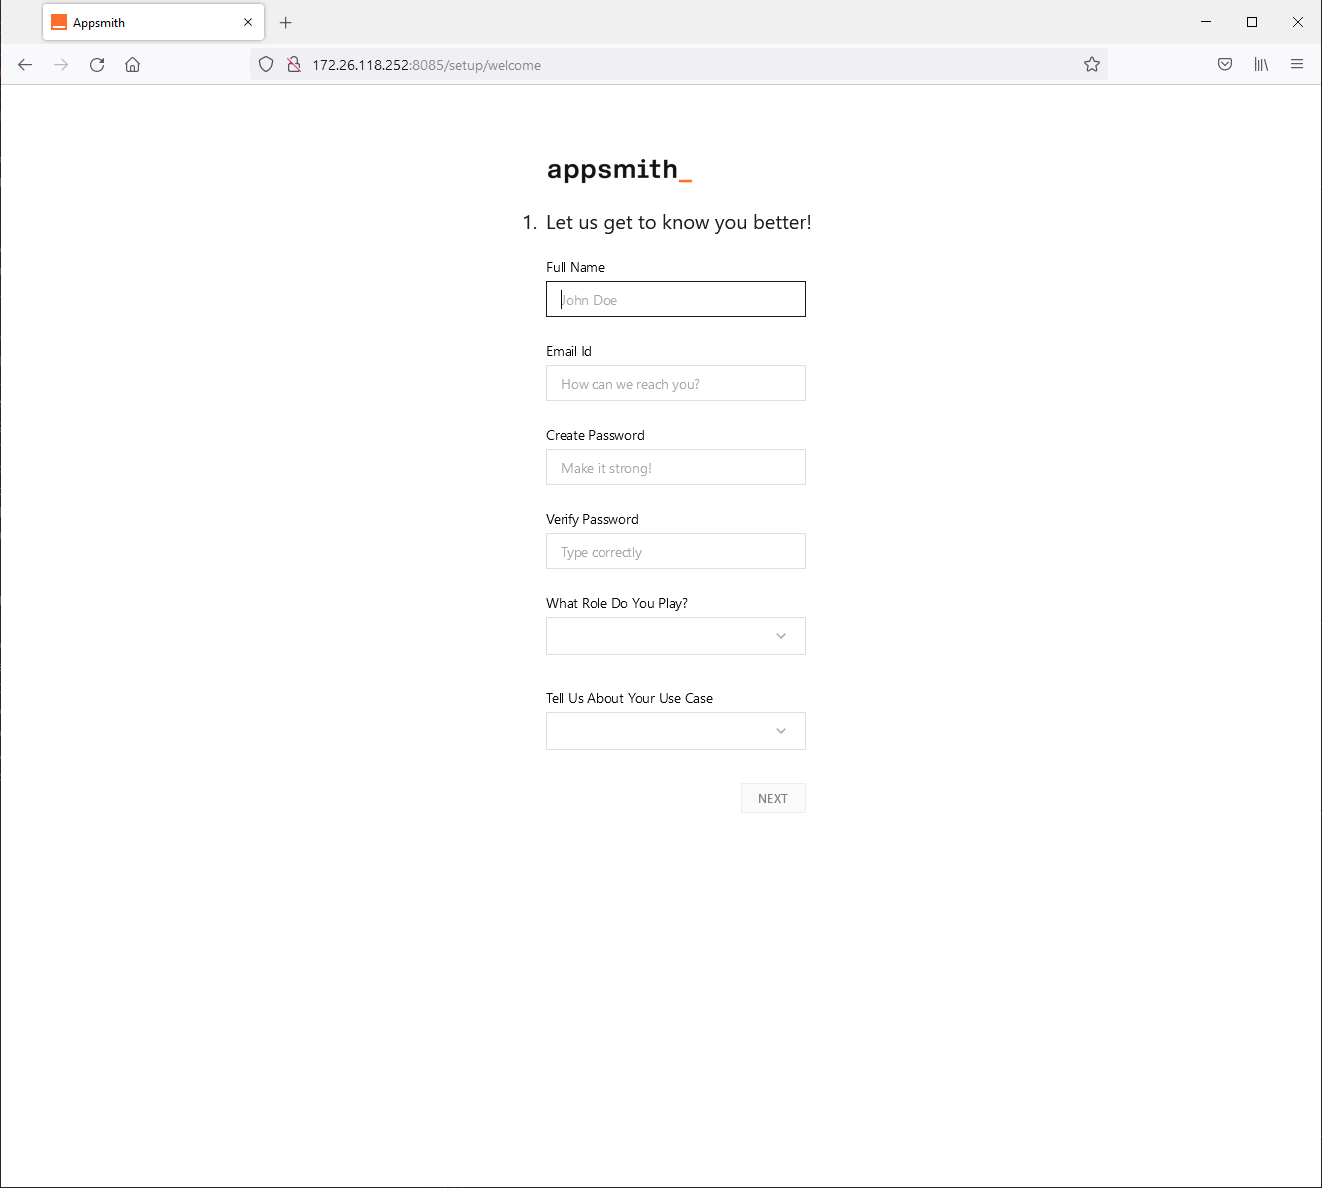 Appsmith
172.26.118.252:8085/setup/welcome
appsmith_
1. Let us get to know you better!
Full Name
John Doe
Email Id
How can we reach you?
Create Password
Make it strong!
Verify Password
Type correctly
What Role Do You Play?
Tell Us About Your Use Case
NEXT